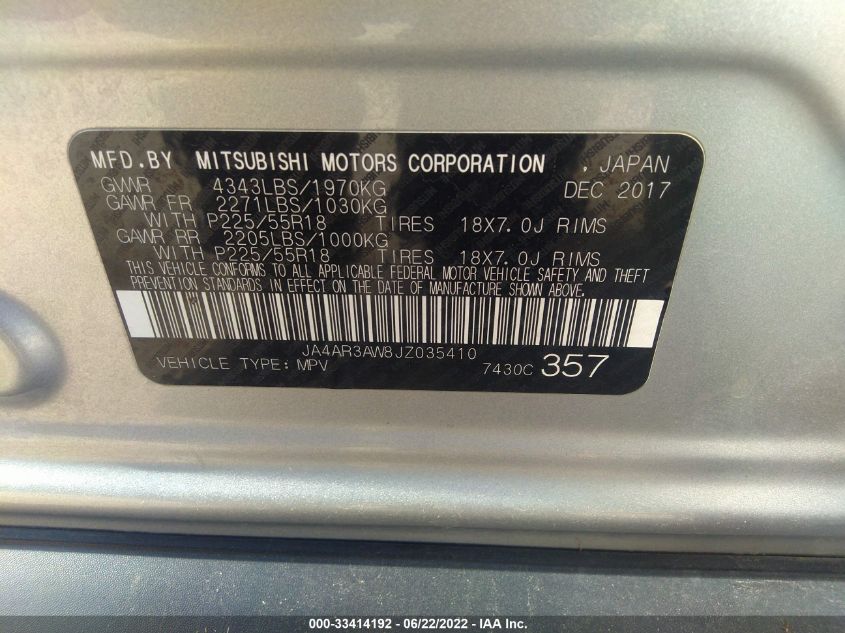 MFD.BY MITSUBISHI MOTORS CORPORATION , JAPAN
GVWR 4343LBS/1970KG DEC 2017
GAWR FR 2271LBS/1030KG
WITH P225/55R18 TIRES 18X7.0J RIMS
GAWR RR 2205LBS/1000KG
WITH P225/55R18 TIRES 18X7.0J RIMS
THIS VEHICLE CONFORMS TO ALL APPLICABLE FEDERAL MOTOR VEHICLE SAFETY AND THEFT
PREVENTION STANDARDS IN EFFECT ON THE DATE OF MANUFACTURE SHOWN ABOVE.
JA4AR3AW8JZ035410
VEHICLE TYPE: MPV 7430C 357
000-33414192 - 06/22/2022 - IAA Inc.